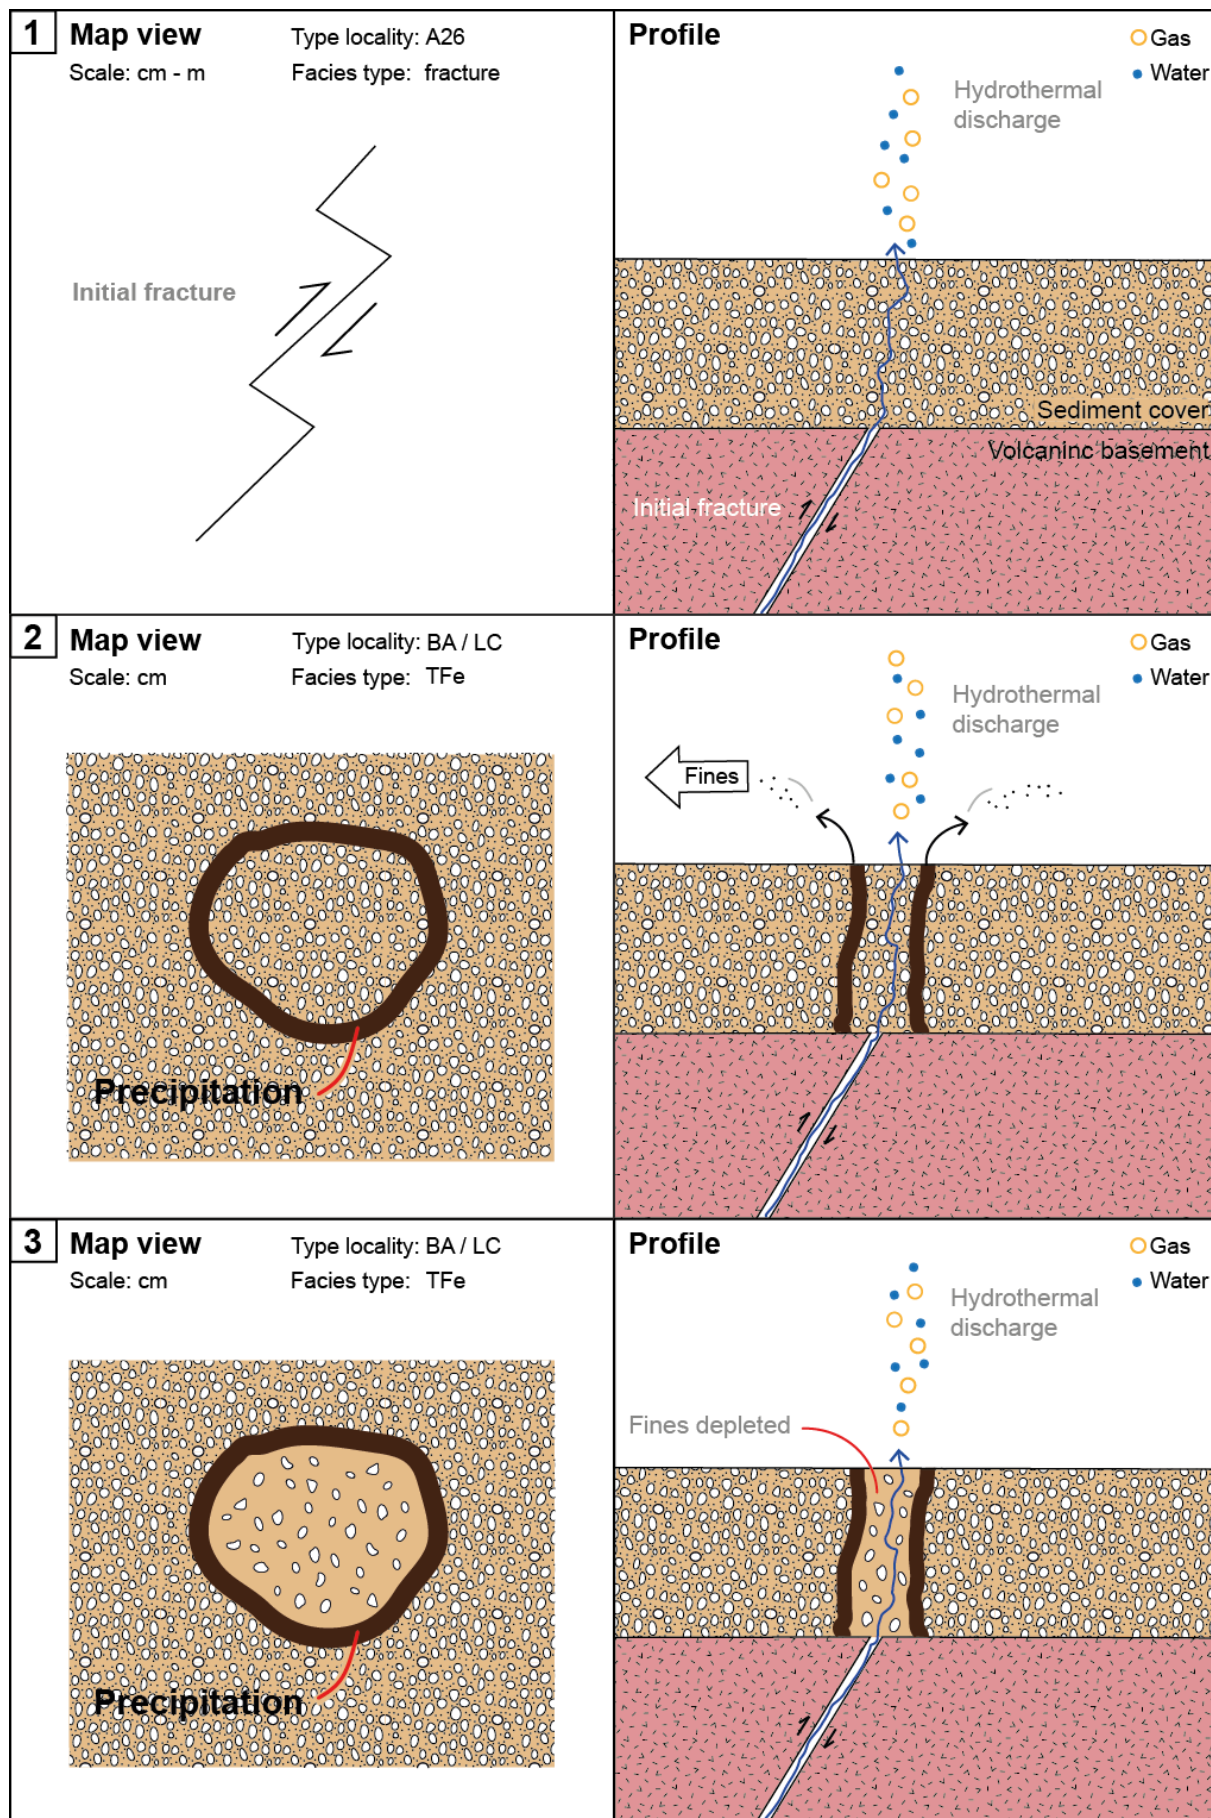 1 Map view Type locality: A26
Scale: cm - m Facies type: fracture
Initial fracture
Profile
Gas
Water
Hydrothermal
discharge
Sediment cover
Volcaninc basement
Initial fracture
2 Map view Type locality: BA / LC
Scale: cm Facies type: TFe
Precipitation
Profile
Gas
Water
Hydrothermal
discharge
Fines
3 Map view Type locality: BA / LC
Scale: cm Facies type: TFe
Precipitation
Profile
Gas
Water
Hydrothermal
discharge
Fines depleted